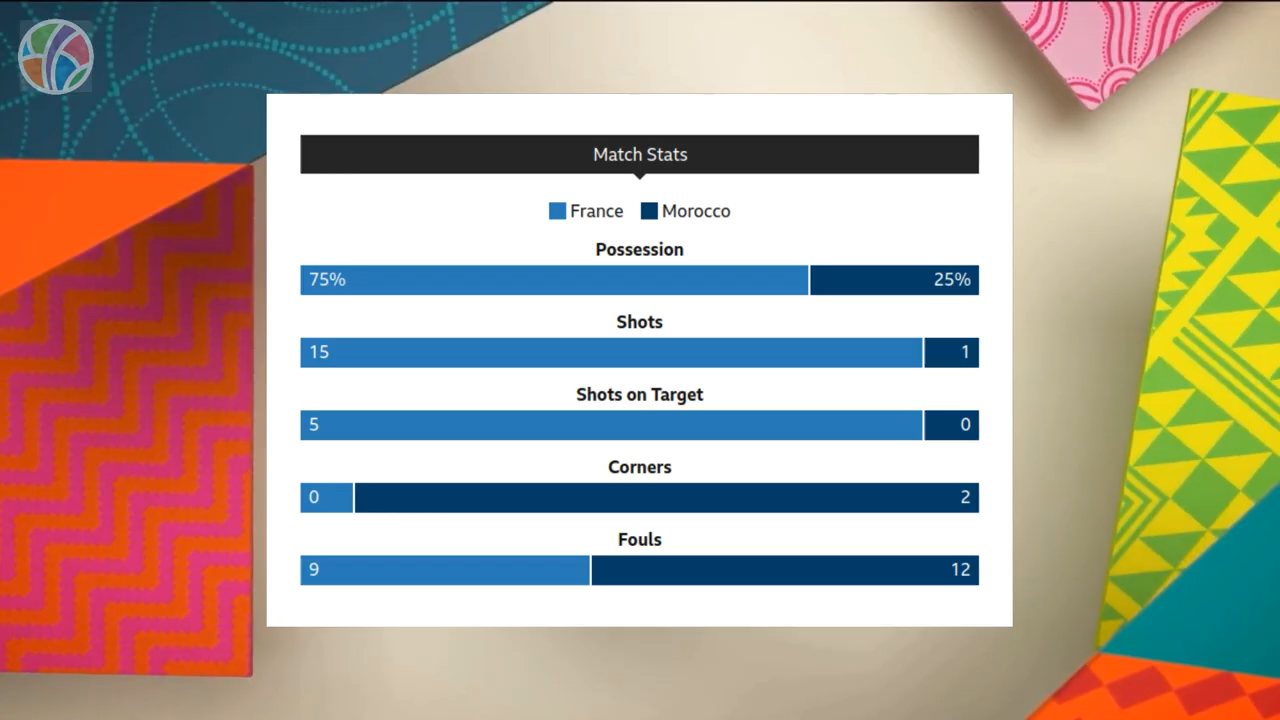 Match Stats
France Morocco
Possession
75% 25%
Shots
15 1
Shots on Target
5 0
Corners
0 2
Fouls
9 12